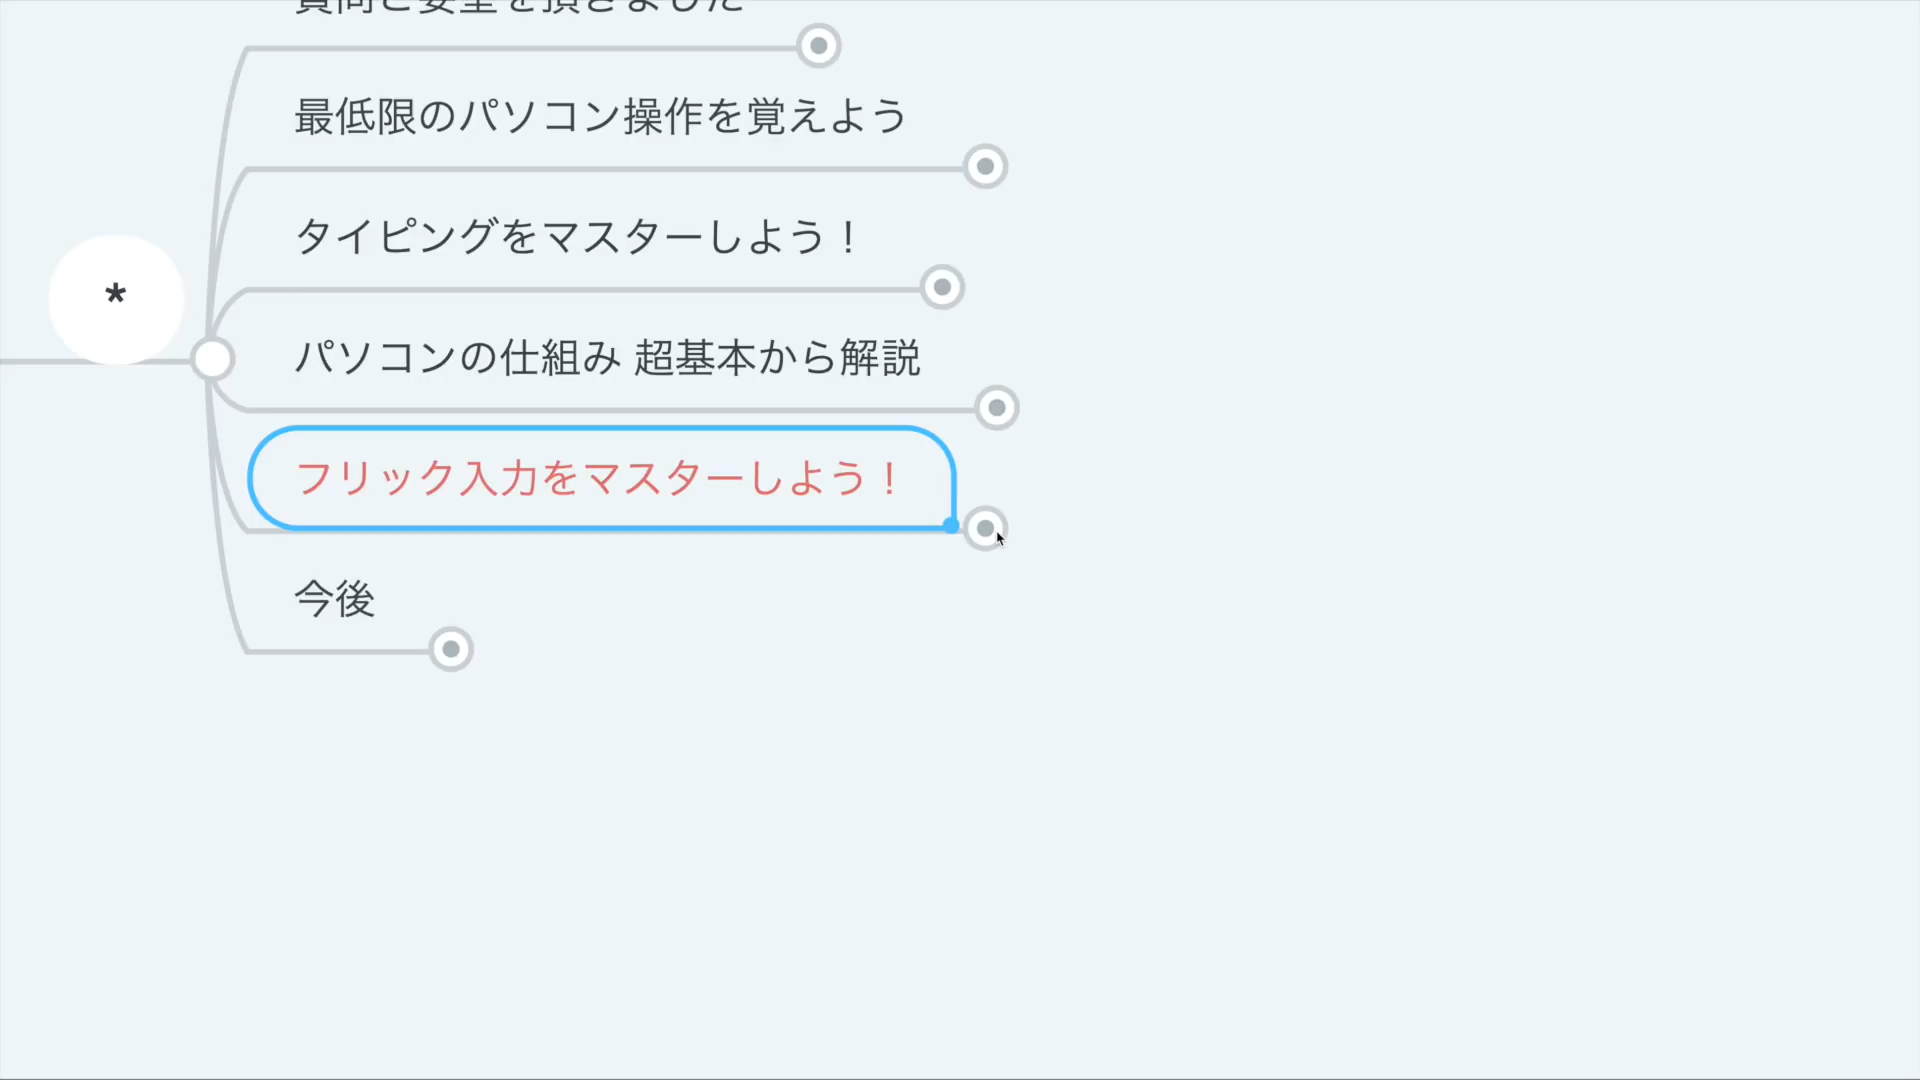 最低限のパソコン操作を覚えよう
タイピングをマスターしよう！
*
パソコンの仕組み 超基本から解説
フリック入力をマスターしよう！
今後